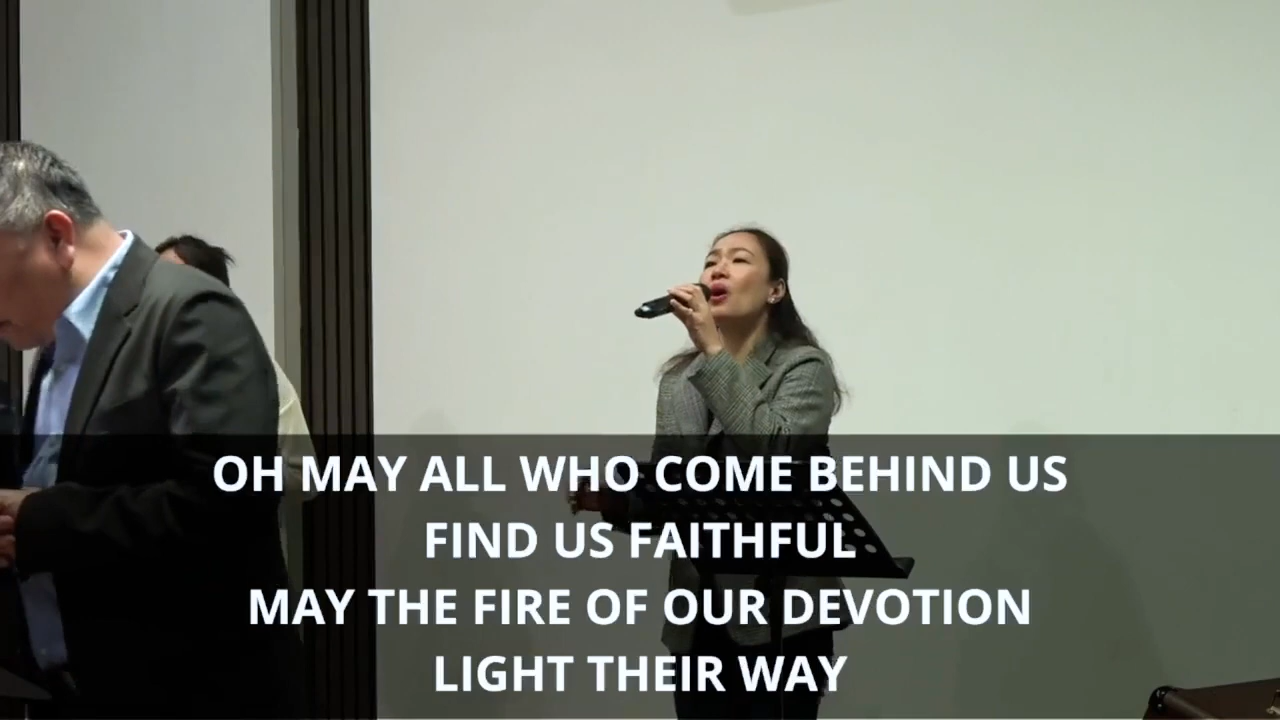 OH MAY ALL WHO COME BEHIND US
FIND US FAITHFUL
MAY THE FIRE OF OUR DEVOTION
LIGHT THEIR WAY